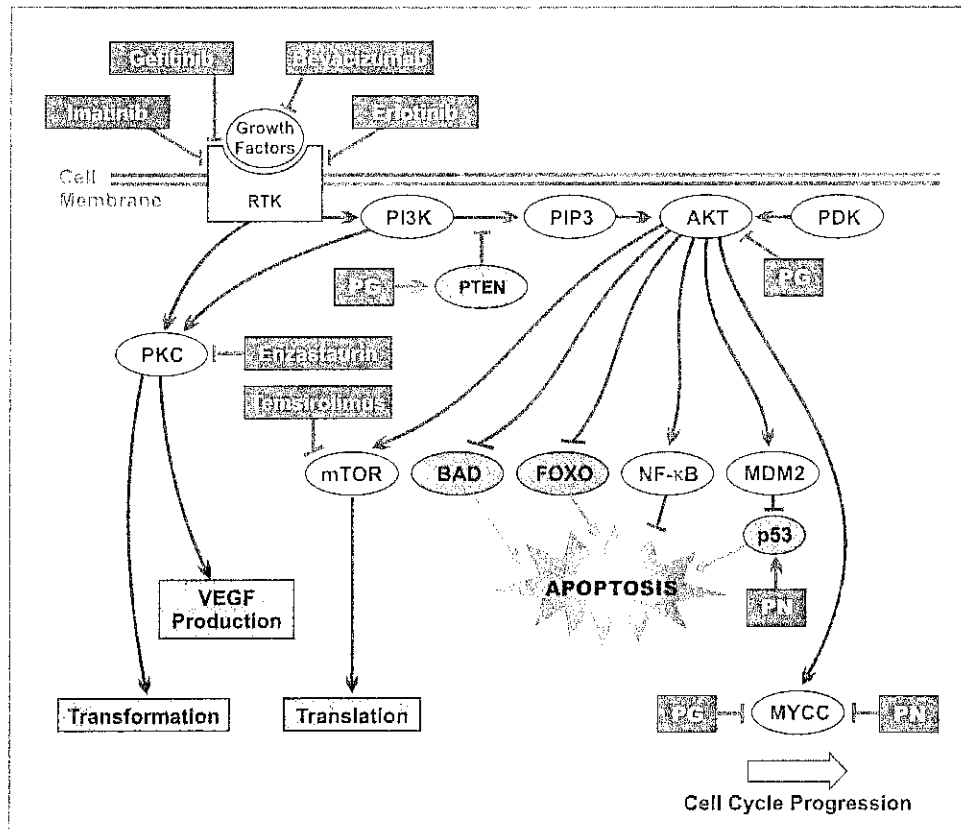 Gefitinib
Bevacizumab
Imatinib
Erlotinib
Growth
Factors
Cell
Membrane
RTK
PI3K
PIP3
AKT
PDK
PG
PTEN
PG
PKC
Enzastaurin
Temsirolimus
mTOR
BAD
FOXO
NF-κB
MDM2
p53
APOPTOSIS
PN
VEGF
Production
Transformation
Translation
PG
MYCC
PN
Cell Cycle Progression